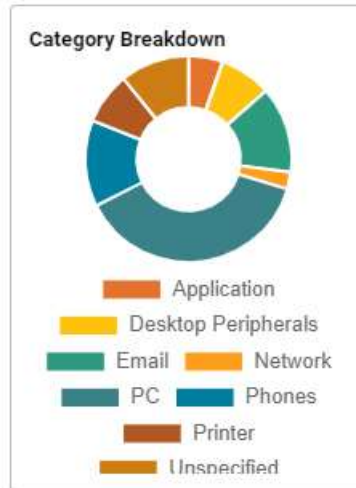 Category Breakdown
Application
Desktop Peripherals
Email Network
PC Phones
Printer
Unspecified